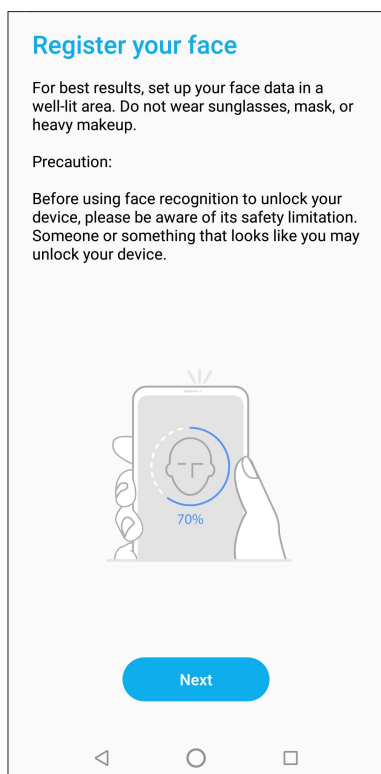 Register your face
For best results, set up your face data in a
well-lit area. Do not wear sunglasses, mask, or
heavy makeup.
Precaution:
Before using face recognition to unlock your
device, please be aware of its safety limitation.
Someone or something that looks like you may
unlock your device.
70%
Next